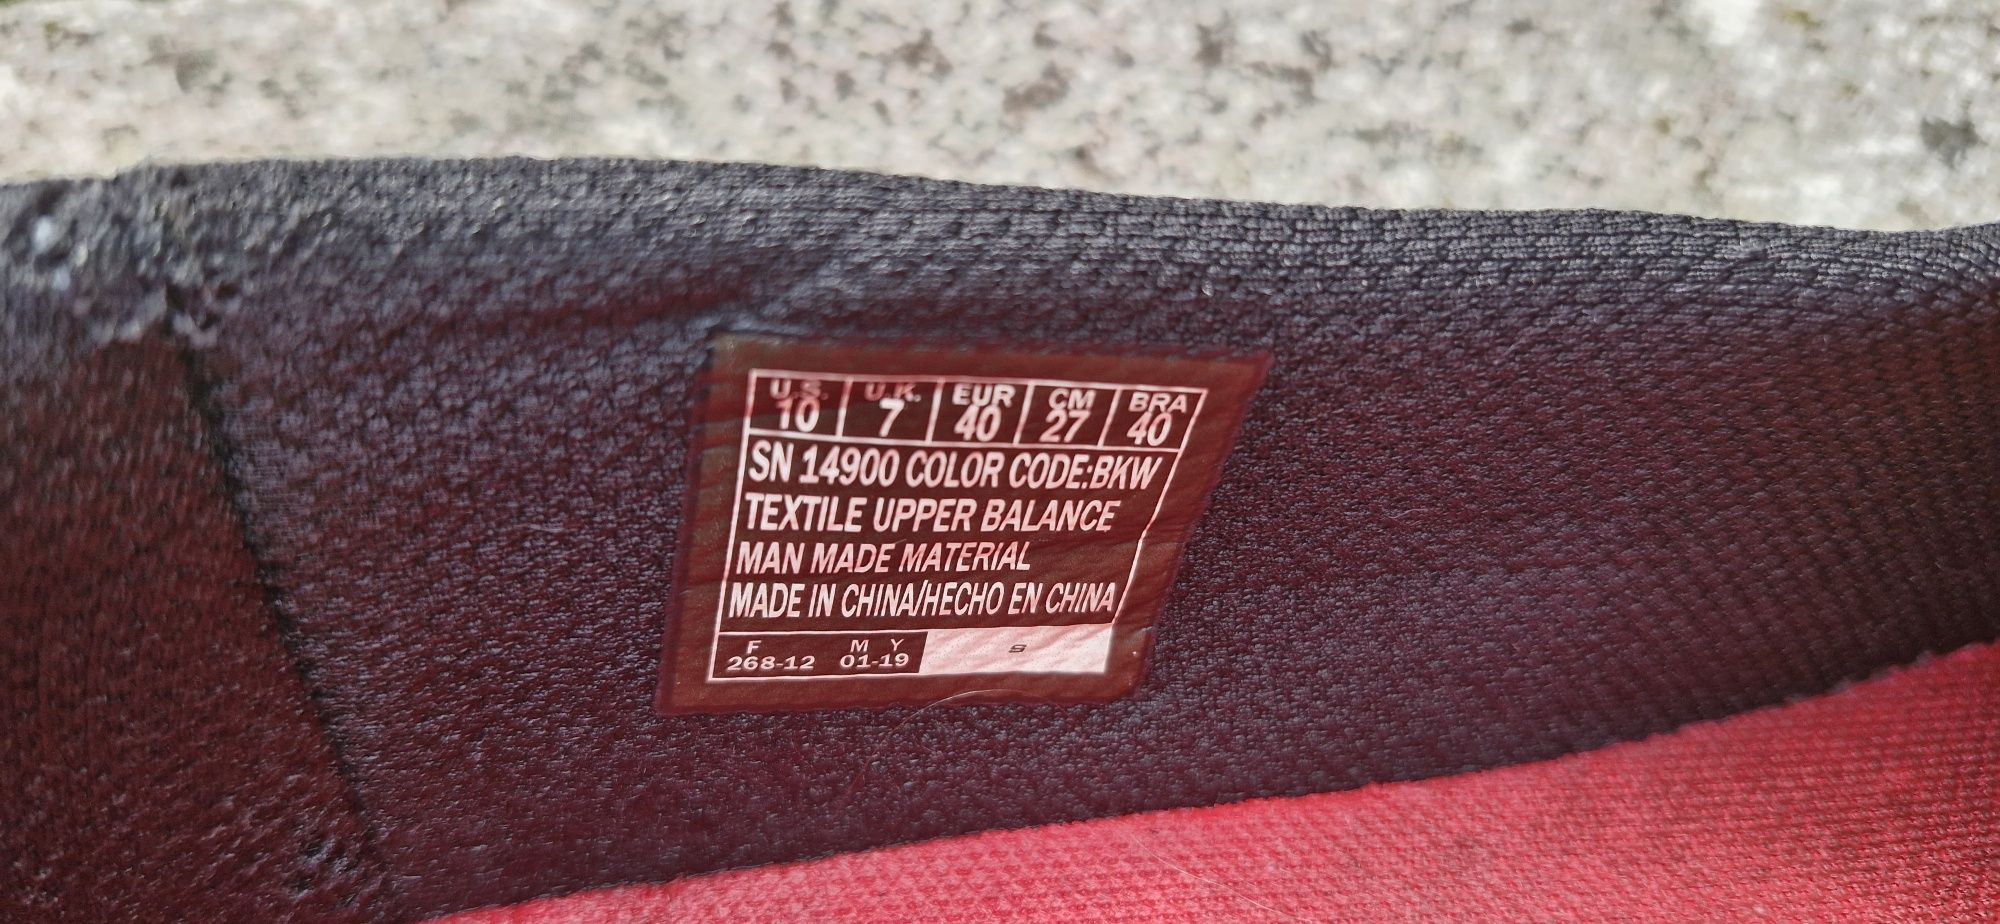 U.S. U.K. EUR CM BRA
10 7 40 27 40
SN 14900 COLOR CODE:BKW
TEXTILE UPPER BALANCE
MAN MADE MATERIAL
MADE IN CHINA/HECHO EN CHINA
F M Y
268-12 01-19
S